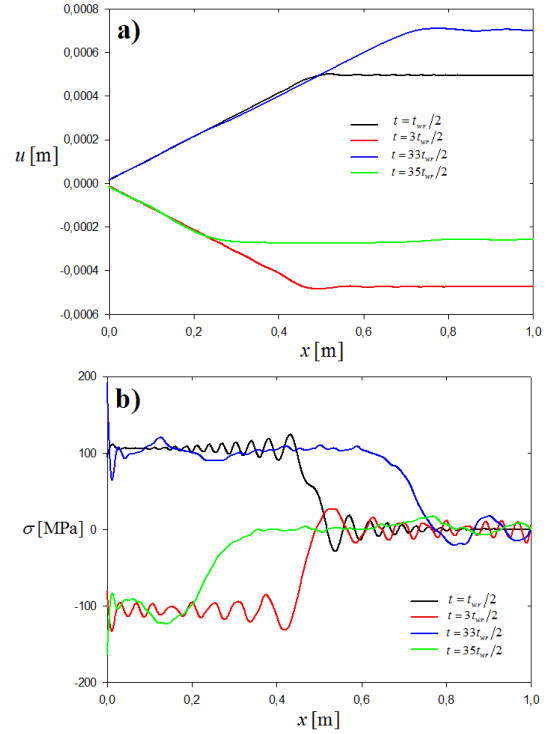 a)
0,0008
0,0006
0,0004
0,0002
0,0000
-0,0002
-0,0004
-0,0006
u [m]
t = t_wr/2
t = 3t_wr/2
t = 33t_wr/2
t = 35t_wr/2
0,0 0,2 0,4 0,6 0,8 1,0
x [m]
b)
200
100
0
-100
-200
σ [MPa]
t = t_wr/2
t = 3t_wr/2
t = 33t_wr/2
t = 35t_wr/2
0,0 0,2 0,4 0,6 0,8 1,0
x [m]